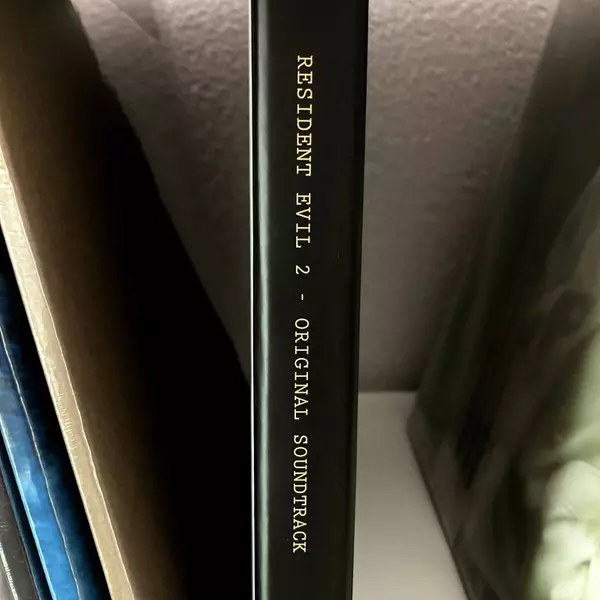 RESIDENT EVIL 2 - ORIGINAL SOUNDTRACK